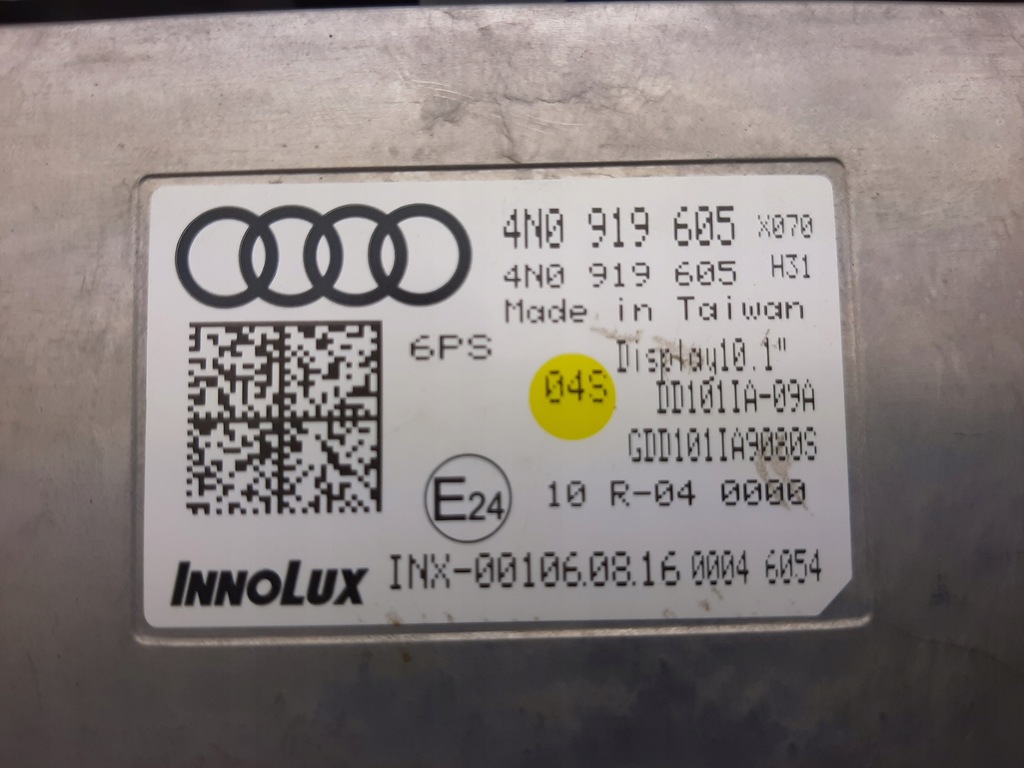 4N0 919 605 X070
4N0 919 605 H31
Made in Taiwan
6PS
Display10.1"
04S
DD101IA-09A
GDD101IA9080S
E24
10 R-04 0000
INNOLUX
INX-00106.08.16 0004 6054